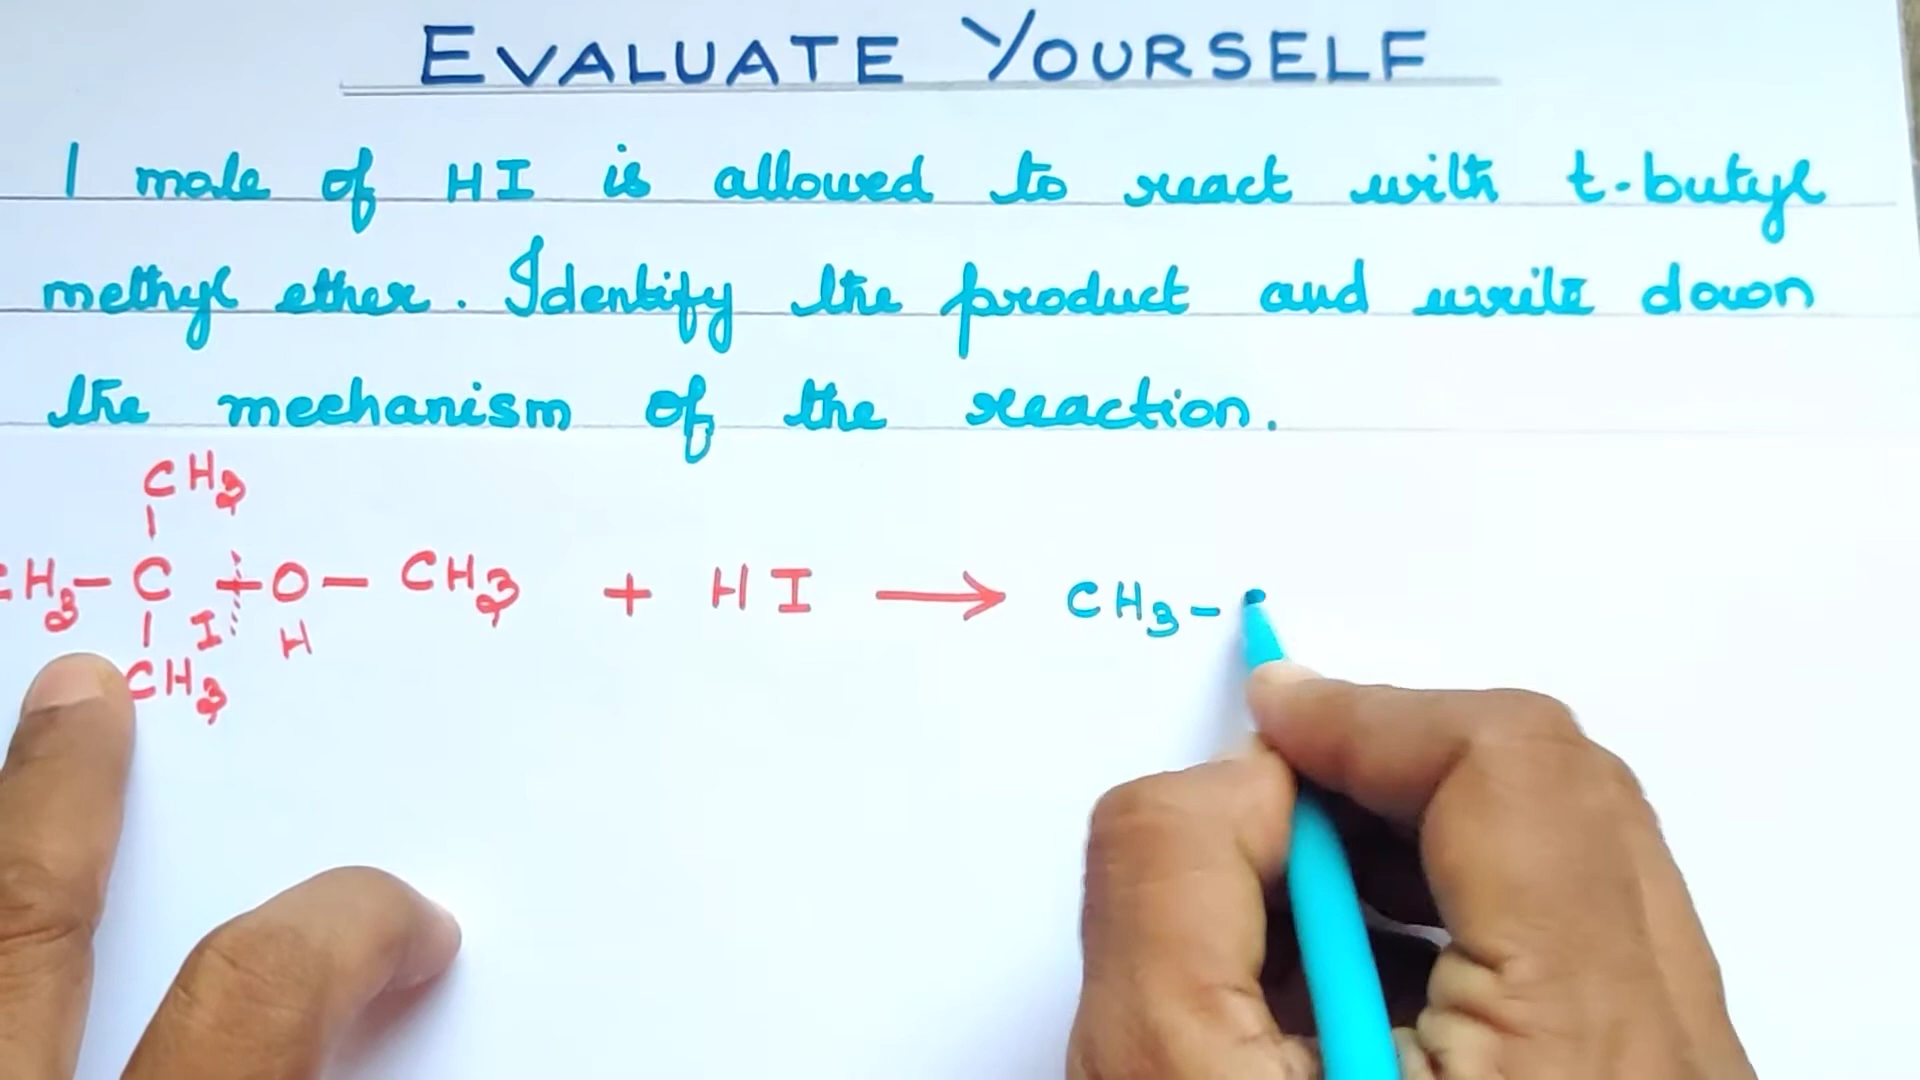 EVALUATE YOURSELF
1 mole of HI is allowed to react with t-butyl
methyl ether. Identify the product and write down
the mechanism of the reaction.
CH3
|
CH3 - C - O - CH3 + HI → CH3 -
| I H
CH3